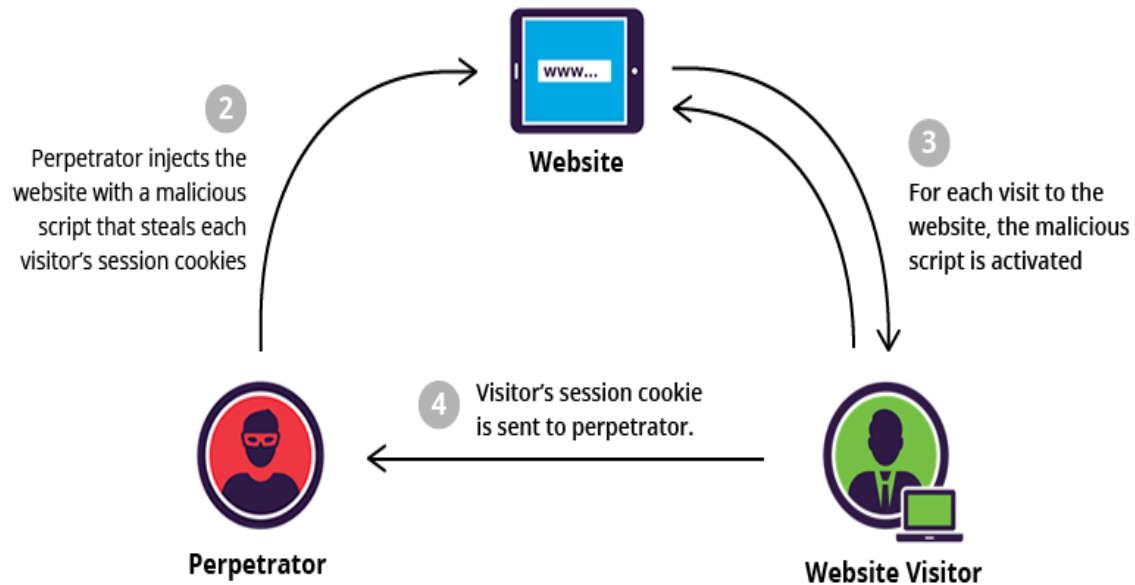 www...
Website
2
Perpetrator injects the
website with a malicious
script that steals each
visitor's session cookies
3
For each visit to the
website, the malicious
script is activated
4
Visitor's session cookie
is sent to perpetrator.
Perpetrator
Website Visitor